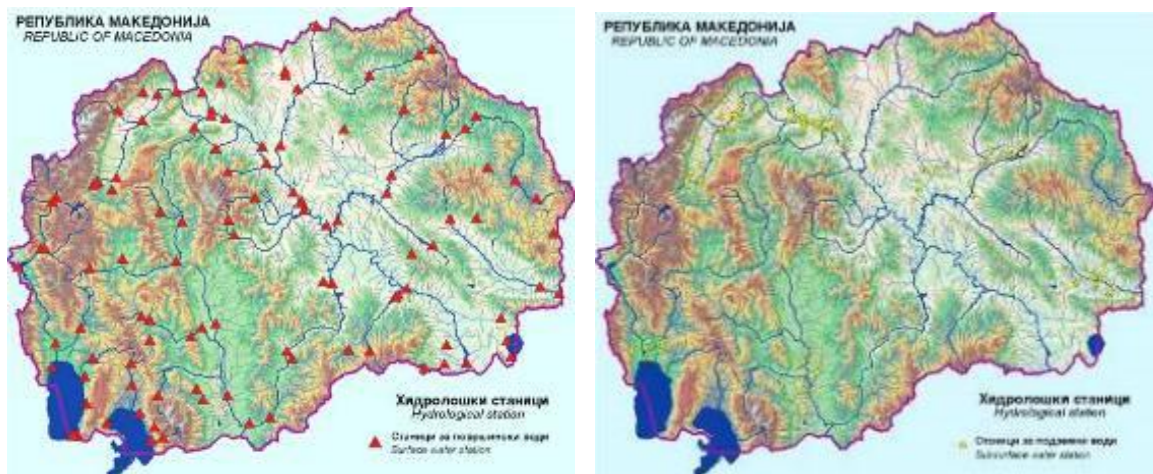 РЕПУБЛИКА МАКЕДОНИЈА
REPUBLIC OF MACEDONIA
Хидролошки станици
Hydrological station
Станици за површински води
Surface water station
РЕПУБЛИКА МАКЕДОНИЈА
REPUBLIC OF MACEDONIA
Хидролошки станици
Hydrological station
Станици за подземни води
Subsurface water station